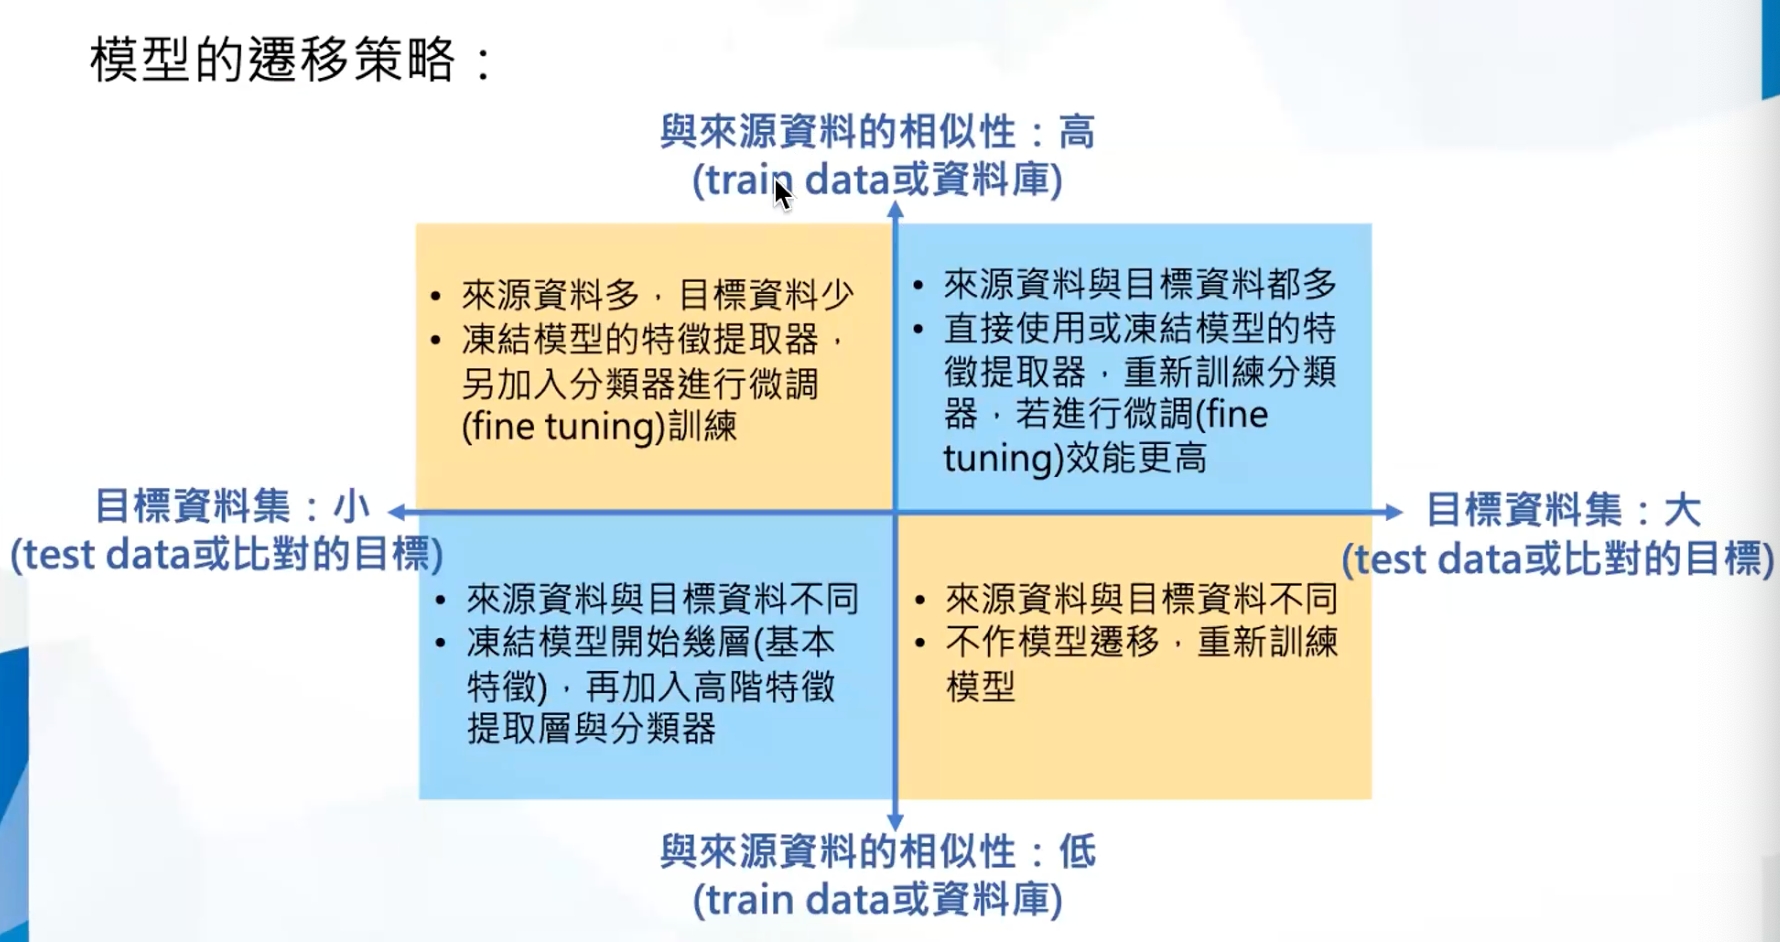 模型的遷移策略：
與來源資料的相似性：高
(train data或資料庫)
• 來源資料多，目標資料少
• 凍結模型的特徵提取器，
另加入分類器進行微調
(fine tuning)訓練
• 來源資料與目標資料都多
• 直接使用或凍結模型的特
徵提取器，重新訓練分類
器，若進行微調(fine
tuning)效能更高
目標資料集：小
(test data或比對的目標)
目標資料集：大
(test data或比對的目標)
• 來源資料與目標資料不同
• 凍結模型開始幾層(基本
特徵)，再加入高階特徵
提取層與分類器
• 來源資料與目標資料不同
• 不作模型遷移，重新訓練
模型
與來源資料的相似性：低
(train data或資料庫)